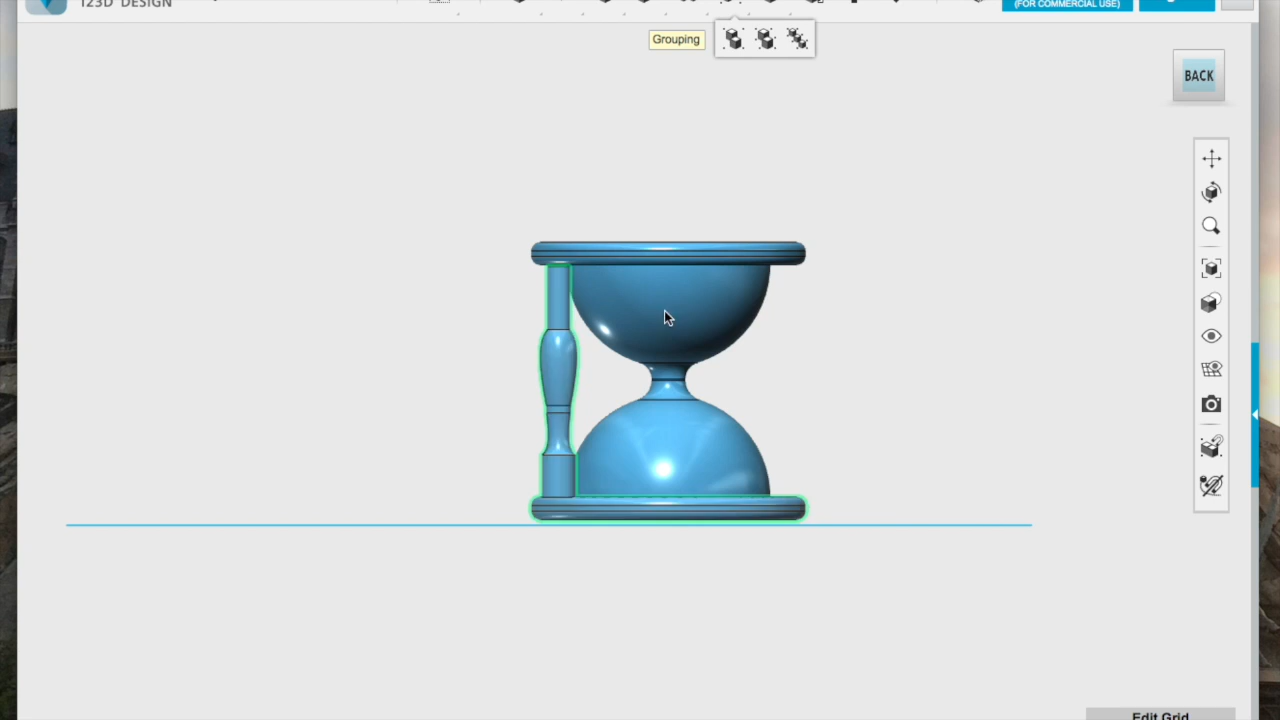 123D DESIGN
(FOR COMMERCIAL USE)
Grouping
BACK
Edit Grid